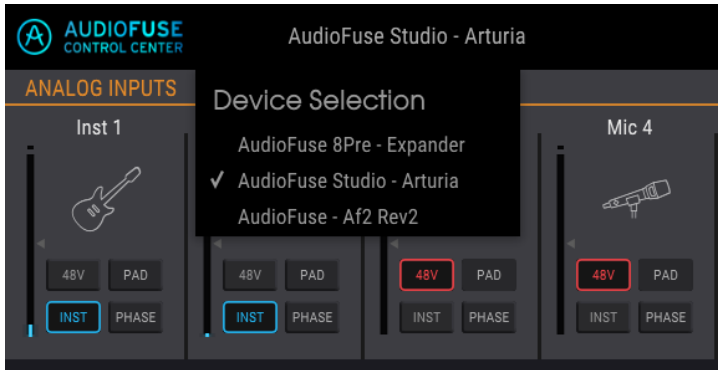 AUDIOFUSE
CONTROL CENTER
AudioFuse Studio - Arturia
ANALOG INPUTS
Device Selection
AudioFuse 8Pre - Expander
✓ AudioFuse Studio - Arturia
AudioFuse - Af2 Rev2
Inst 1
Mic 4
48V PAD 48V PAD 48V PAD 48V PAD
INST PHASE INST PHASE INST PHASE INST PHASE